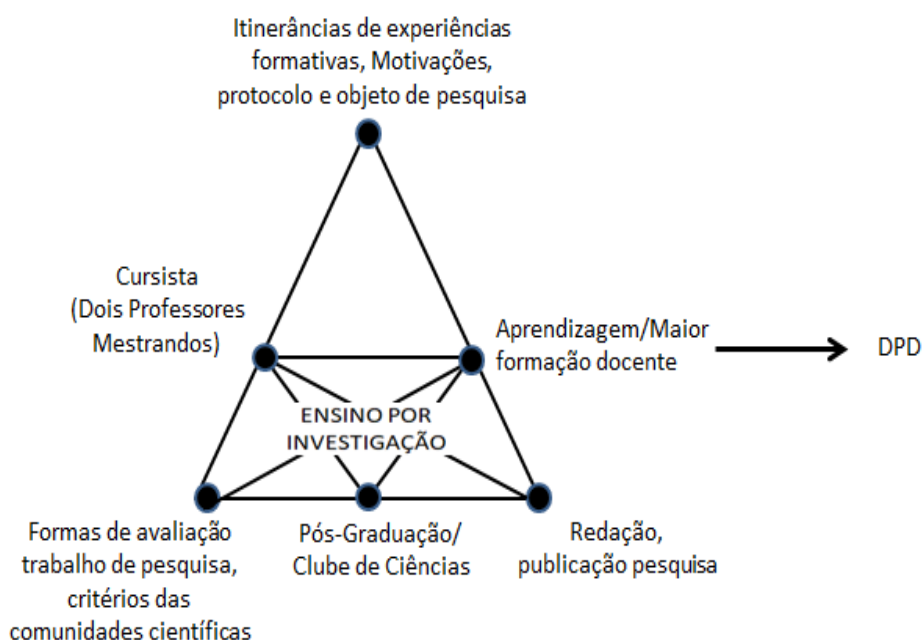 Itinerâncias de experiências
formativas, Motivações,
protocolo e objeto de pesquisa
Cursista
(Dois Professores
Mestrandos)
Aprendizagem/Maior
formação docente
DPD
ENSINO POR
INVESTIGAÇÃO
Formas de avaliação
trabalho de pesquisa,
critérios das
comunidades científicas
Pós-Graduação/
Clube de Ciências
Redação,
publicação pesquisa